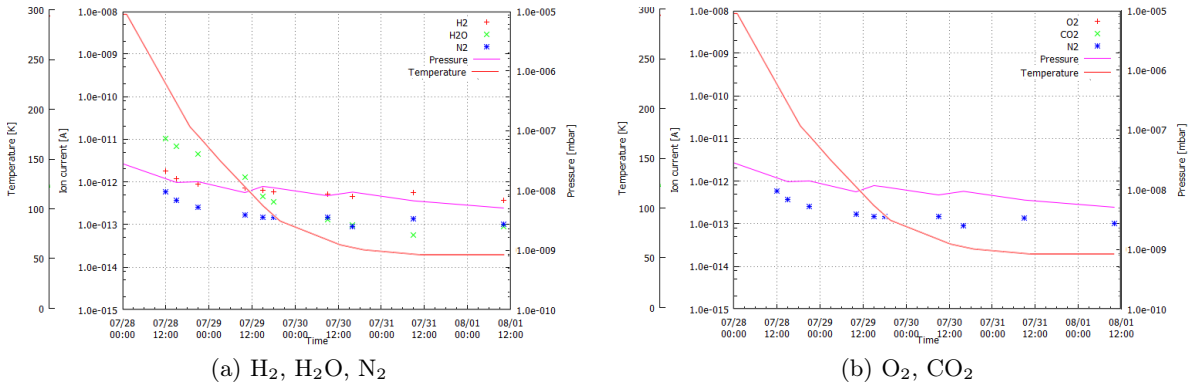 300
250
200
150
100
50
0
Temperature [K]
1.0e-008
1.0e-009
1.0e-010
1.0e-011
1.0e-012
1.0e-013
1.0e-014
1.0e-015
Ion current [A]
H2
H2O
N2
Pressure
Temperature
1.0e-005
1.0e-006
1.0e-007
1.0e-008
1.0e-009
1.0e-010
Pressure [mbar]
07/28 07/28 07/29 07/29 07/30 07/30 07/31 07/31 08/01 08/01
00:00 12:00 00:00 12:00 00:00 12:00 00:00 12:00 00:00 12:00
Time
(a) H₂, H₂O, N₂
300
250
200
150
100
50
0
Temperature [K]
1.0e-008
1.0e-009
1.0e-010
1.0e-011
1.0e-012
1.0e-013
1.0e-014
1.0e-015
Ion current [A]
O2
CO2
N2
Pressure
Temperature
1.0e-005
1.0e-006
1.0e-007
1.0e-008
1.0e-009
1.0e-010
Pressure [mbar]
07/28 07/28 07/29 07/29 07/30 07/30 07/31 07/31 08/01 08/01
00:00 12:00 00:00 12:00 00:00 12:00 00:00 12:00 00:00 12:00
Time
(b) O₂, CO₂